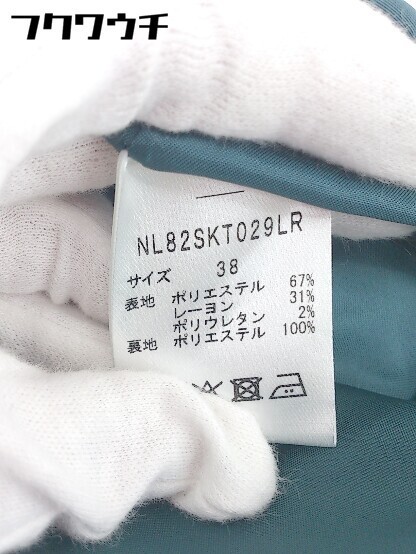 フクウウチ
NL82SKT029LR
サイズ 38
表地 ポリエステル 67%
レーヨン 31%
ポリウレタン 2%
裏地 ポリエステル 100%